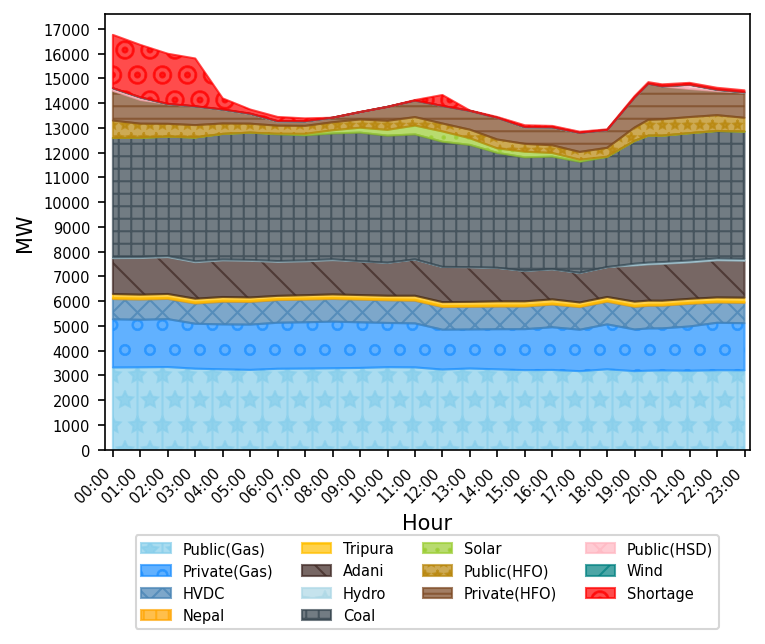 17000
16000
15000
14000
13000
12000
11000
10000
9000
8000
7000
6000
5000
4000
3000
2000
1000
0
MW
00:00 01:00 02:00 03:00 04:00 05:00 06:00 07:00 08:00 09:00 10:00 11:00 12:00 13:00 14:00 15:00 16:00 17:00 18:00 19:00 20:00 21:00 22:00 23:00
Hour
Public(Gas) Tripura Solar Public(HSD)
Private(Gas) Adani Public(HFO) Wind
HVDC Hydro Private(HFO) Shortage
Nepal Coal